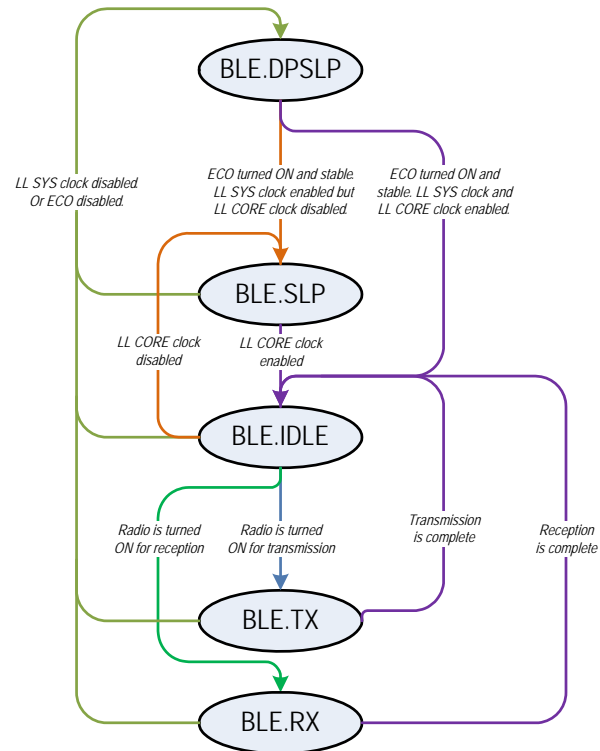 BLE.DPSLP
LL SYS clock disabled.
Or ECO disabled.
ECO turned ON and stable.
LL SYS clock enabled but
LL CORE clock disabled.
ECO turned ON and
stable. LL SYS clock and
LL CORE clock enabled.
BLE.SLP
LL CORE clock
disabled
LL CORE clock
enabled
BLE.IDLE
Radio is turned
ON for reception
Radio is turned
ON for transmission
Transmission
is complete
Reception
is complete
BLE.TX
BLE.RX